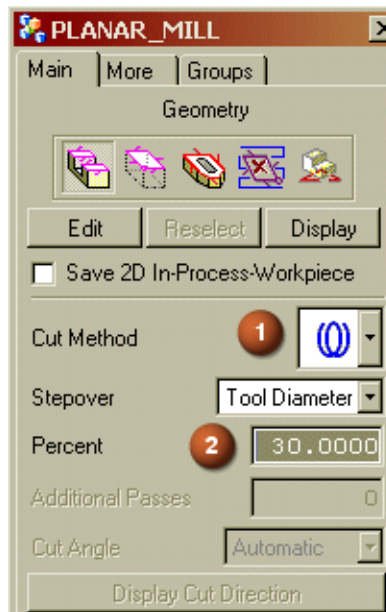 PLANAR_MILL
Main More Groups
Geometry
Edit Reselect Display
Save 2D In-Process-Workpiece
Cut Method 1
Stepover Tool Diameter
Percent 2 30.0000
Additional Passes 0
Cut Angle Automatic
Display Cut Direction